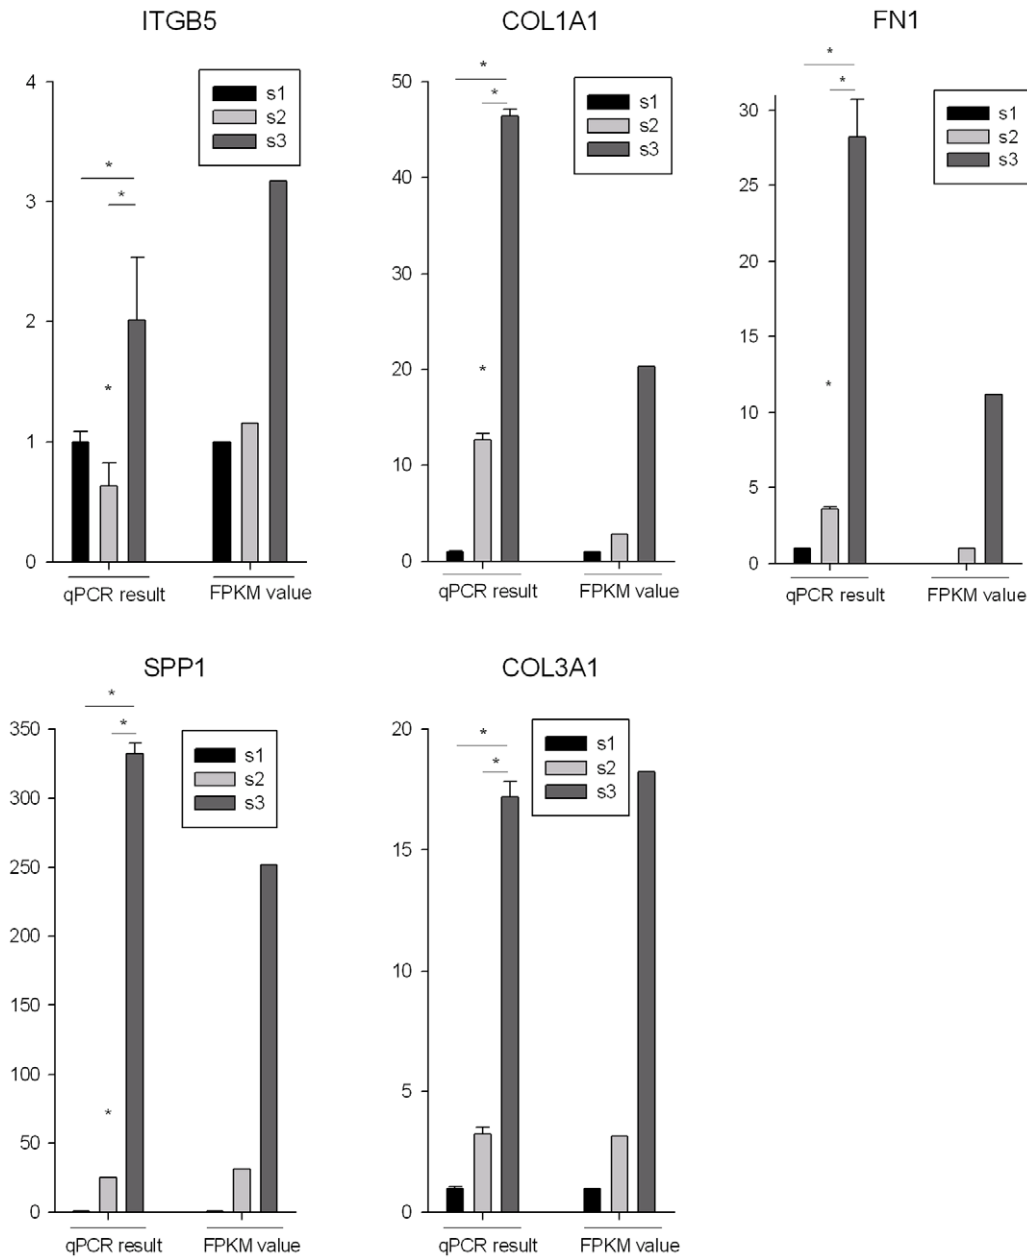 ITGB5
4
3
2
1
0
*
*
*
s1
s2
s3
qPCR result
FPKM value
COL1A1
50
40
30
20
10
0
*
*
*
s1
s2
s3
qPCR result
FPKM value
FN1
30
25
20
15
10
5
0
*
*
*
s1
s2
s3
qPCR result
FPKM value
SPP1
350
300
250
200
150
100
50
0
*
*
*
s1
s2
s3
qPCR result
FPKM value
COL3A1
20
15
10
5
0
*
*
s1
s2
s3
qPCR result
FPKM value